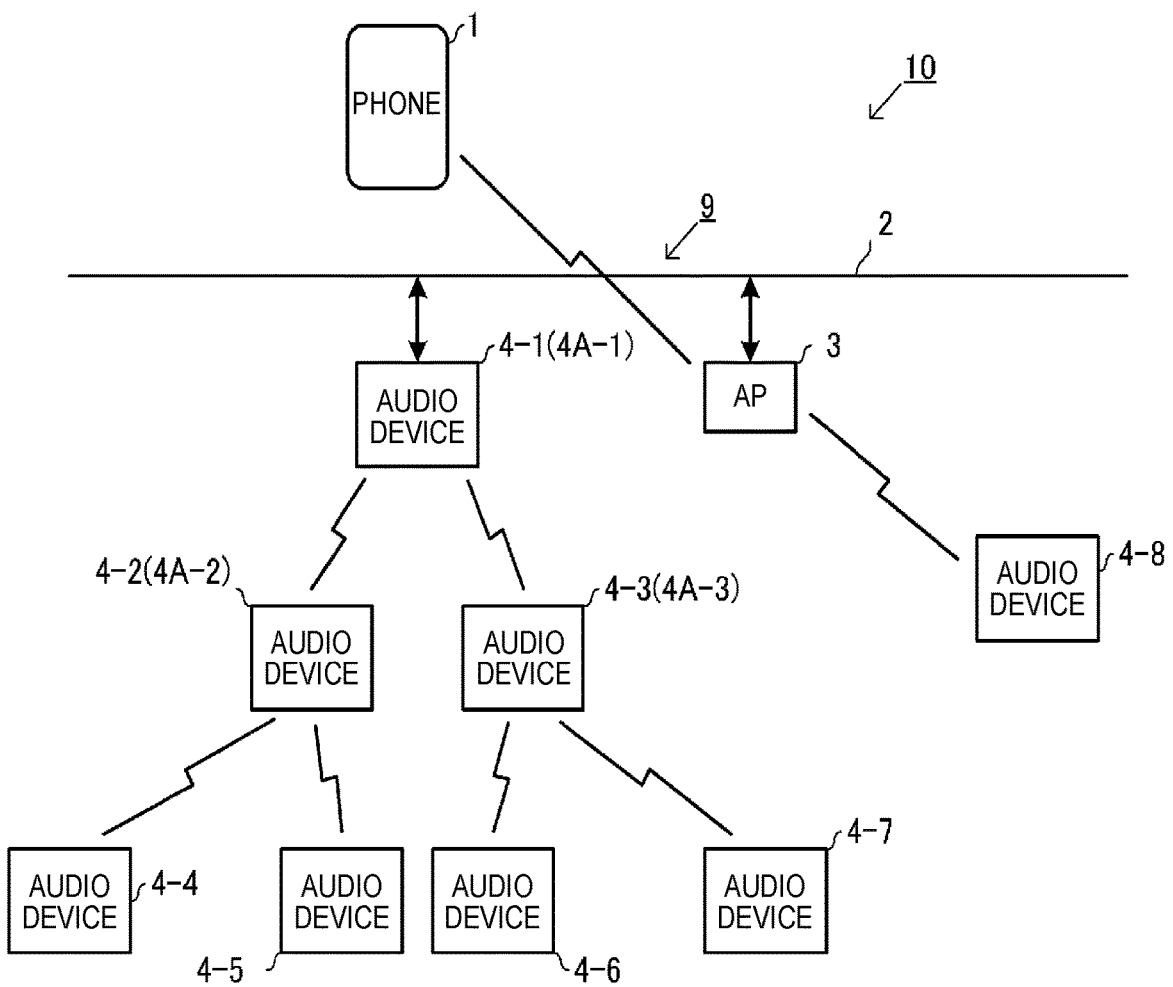 1
PHONE
10
9
2
4-1(4A-1)
3
AUDIO
DEVICE
AP
4-2(4A-2)
4-3(4A-3)
4-8
AUDIO
DEVICE
AUDIO
DEVICE
AUDIO
DEVICE
4-7
AUDIO
DEVICE
4-4
AUDIO
DEVICE
4-5
AUDIO
DEVICE
4-6
AUDIO
DEVICE